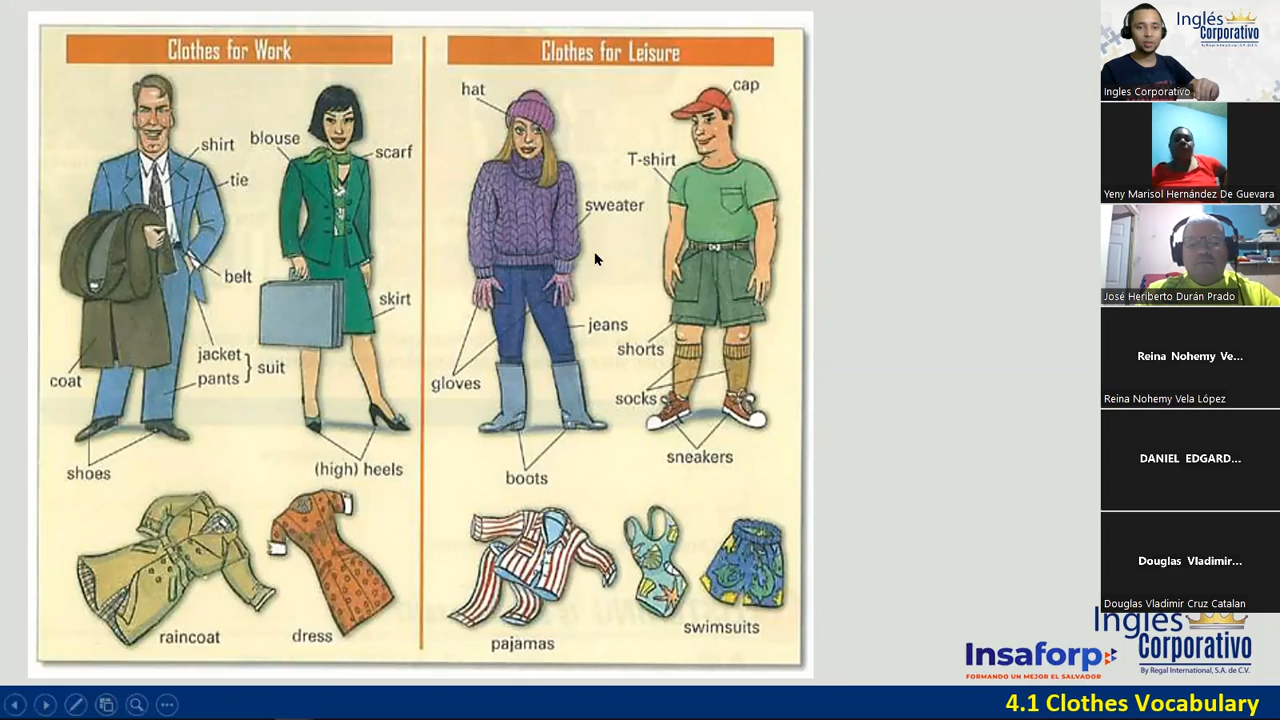 Clothes for Work
shirt
blouse
scarf
tie
belt
skirt
jacket
pants
suit
coat
shoes
(high) heels
raincoat
dress
Clothes for Leisure
hat
cap
T-shirt
sweater
jeans
shorts
gloves
socks
sneakers
boots
pajamas
swimsuits
Inglés
Corporativo
Ingles Corporativo
Yeny Marisol Hernández De Guevara
José Heriberto Durán Prado
Reina Nohemy Ve...
Reina Nohemy Vela López
DANIEL EDGARD...
Douglas Vladimir...
Douglas Vladimir Cruz Catalan
Insaforp
FORMANDO UN MEJOR EL SALVADOR
Inglés
Corporativo
By Regal International, S.A. de C.V.
4.1 Clothes Vocabulary